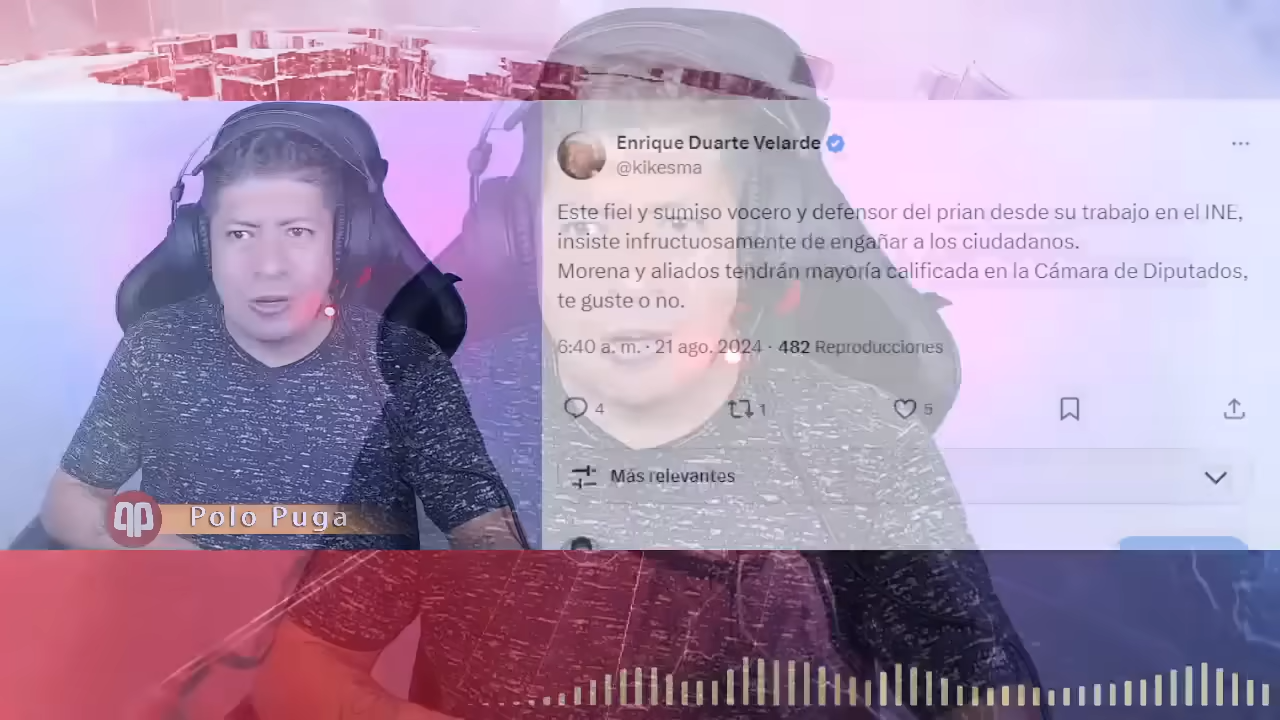 Enrique Duarte Velarde
@kikesma
Este fiel y sumiso vocero y defensor del prian desde su trabajo en el INE,
insiste infructuosamente de engañar a los ciudadanos.
Morena y aliados tendrán mayoría calificada en la Cámara de Diputados,
te guste o no.
6:40 a. m. · 21 ago. 2024 · 482 Reproducciones
4 1 5
Más relevantes
Polo Puga